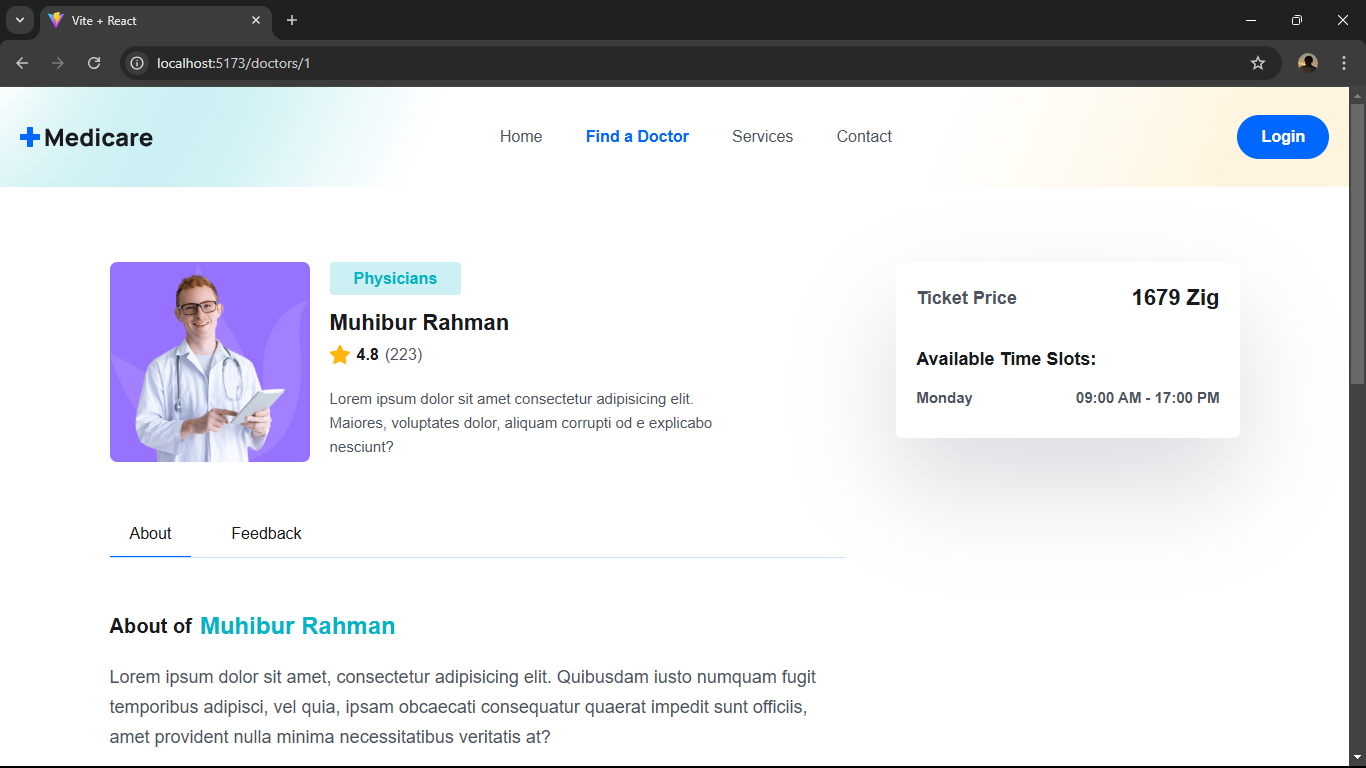 Vite + React
localhost:5173/doctors/1
Medicare
Home
Find a Doctor
Services
Contact
Login
Physicians
Muhibur Rahman
4.8 (223)
Lorem ipsum dolor sit amet consectetur adipisicing elit.
Maiores, voluptates dolor, aliquam corrupti od e explicabo
nesciunt?
Ticket Price 1679 Zig
Available Time Slots:
Monday 09:00 AM - 17:00 PM
About
Feedback
About of Muhibur Rahman
Lorem ipsum dolor sit amet, consectetur adipisicing elit. Quibusdam iusto numquam fugit
temporibus adipisci, vel quia, ipsam obcaecati consequatur quaerat impedit sunt officiis,
amet provident nulla minima necessitatibus veritatis at?